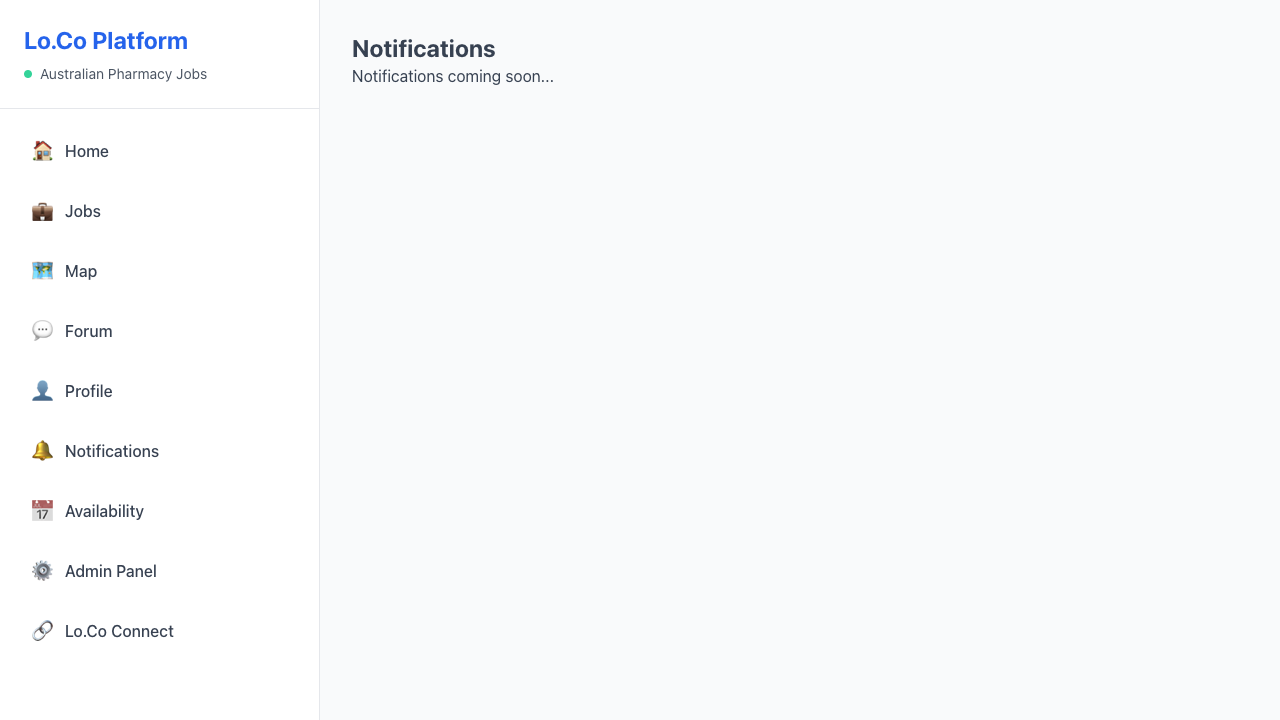 Lo.Co Platform
Australian Pharmacy Jobs
Home
Jobs
Map
Forum
Profile
Notifications
17
Availability
Admin Panel
Lo.Co Connect
Notifications
Notifications coming soon...